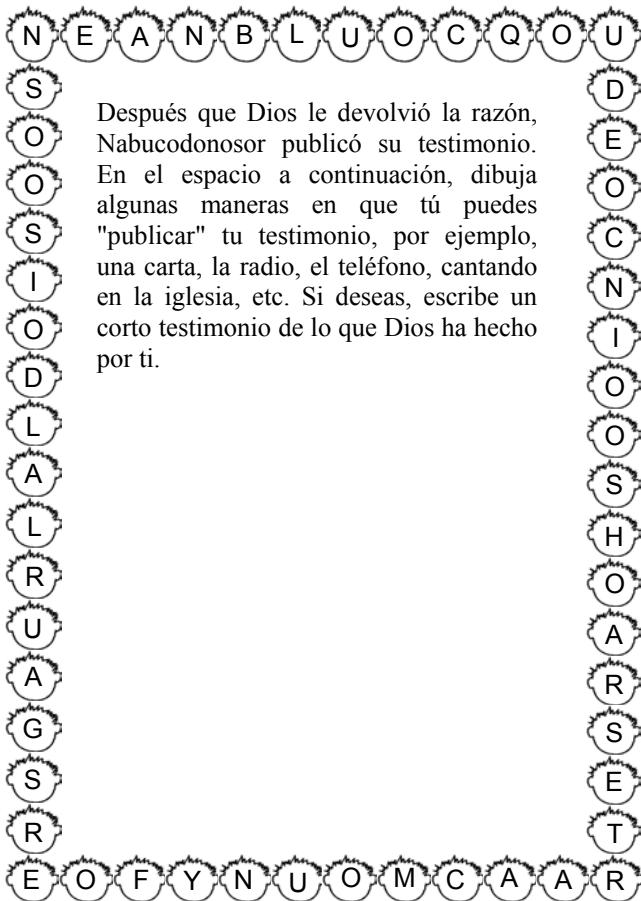 N E A N B L U O C Q O U
S D
O E
O O
S C
I N
O I
D O
L O
A S
L H
R O
U A
A R
G S
S E
R T
E O F Y N U O M C A A R
Después que Dios le devolvió la razón,
Nabucodonosor publicó su testimonio.
En el espacio a continuación, dibuja
algunas maneras en que tú puedes
"publicar" tu testimonio, por ejemplo,
una carta, la radio, el teléfono, cantando
en la iglesia, etc. Si deseas, escribe un
corto testimonio de lo que Dios ha hecho
por ti.